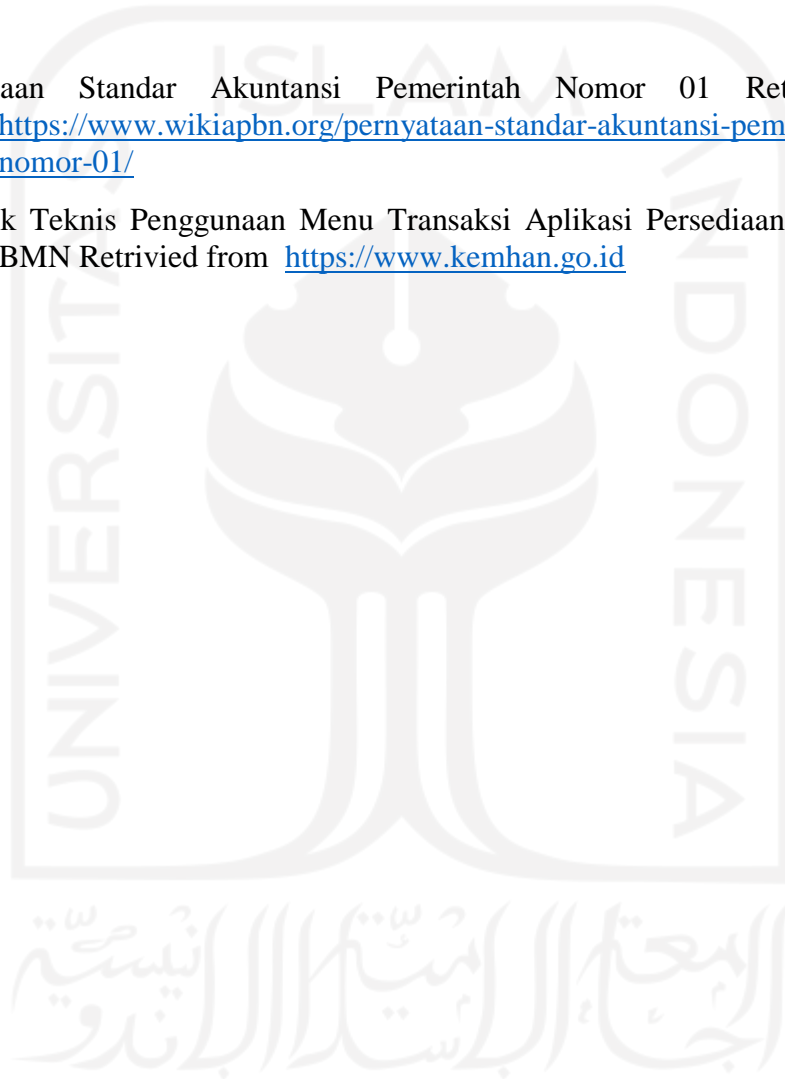 aan Standar Akuntansi Pemerintah Nomor 01 Ret
https://www.wikiapbn.org/pernyataan-standar-akuntansi-pem
nomor-01/
k Teknis Penggunaan Menu Transaksi Aplikasi Persediaan
BMN Retrivied from https://www.kemhan.go.id
ISLAM
UNIVERSITAS
INDONESIA